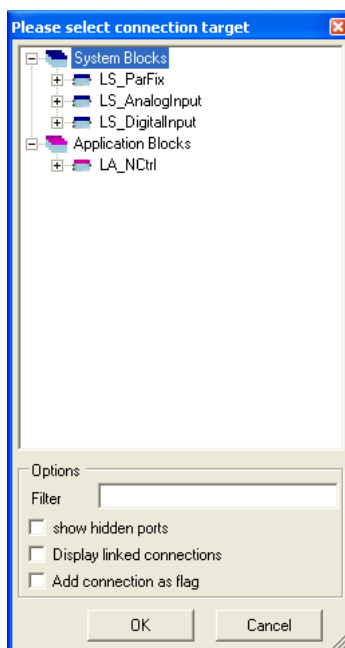 Please select connection target
System Blocks
LS_ParFix
LS_AnalogInput
LS_DigitalInput
Application Blocks
LA_NCtrl
Options
Filter
show hidden ports
Display linked connections
Add connection as flag
OK Cancel